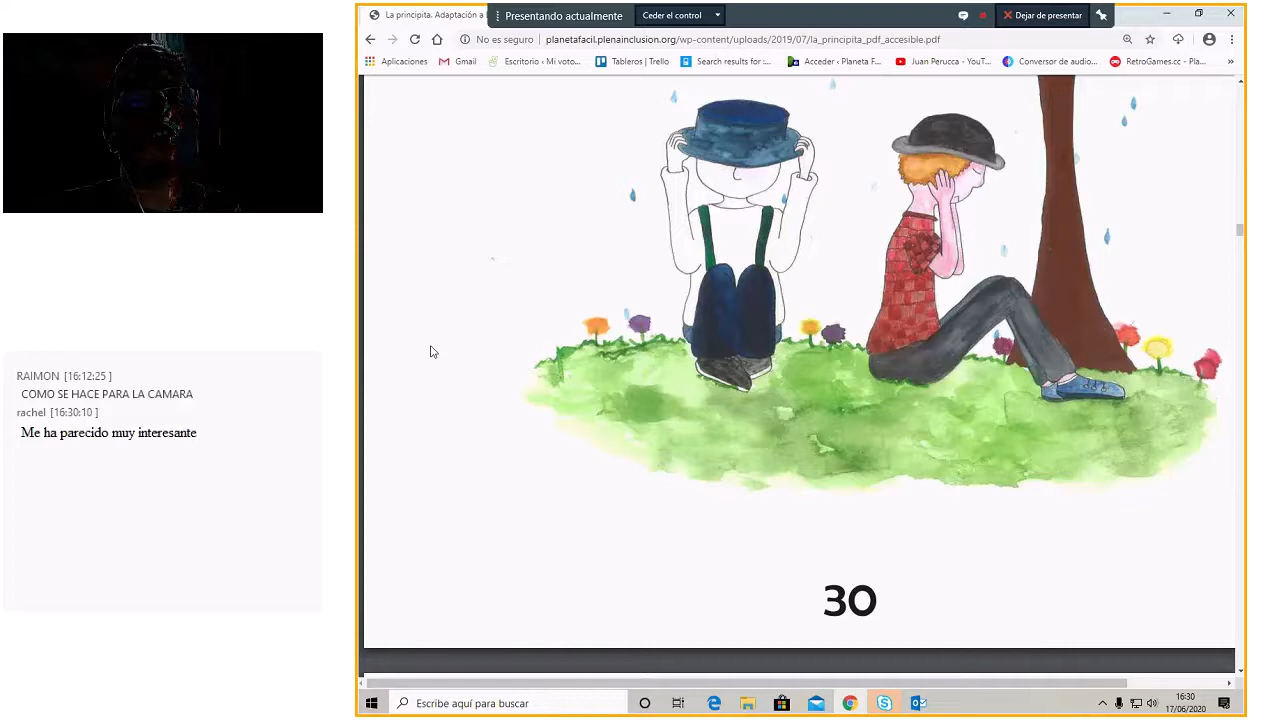 La principita. Adaptación a
Presentando actualmente
Ceder el control
Dejar de presentar
No es seguro
planetafacil.plenainclusion.org/wp-content/uploads/2019/07/la_principita_pdf_accesible.pdf
Aplicaciones
Gmail
Escritorio ‹ Mi voto...
Tableros | Trello
Search results for :...
Acceder ‹ Planeta F...
Juan Perucca - YouT...
Conversor de audio...
RetroGames.cc - Pla...
»
RAIMON [16:12:25 ]
COMO SE HACE PARA LA CAMARA
rachel [16:30:10 ]
Me ha parecido muy interesante
30
Escribe aquí para buscar
16:30
17/06/2020